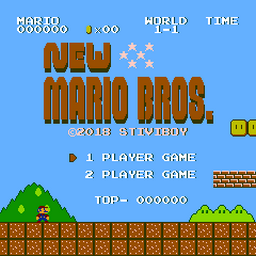 MARIO WORLD TIME
000000 x00 1-1
NEW
MARIO BROS.
©2018 STIVIBOY
1 PLAYER GAME
2 PLAYER GAME
TOP- 000000